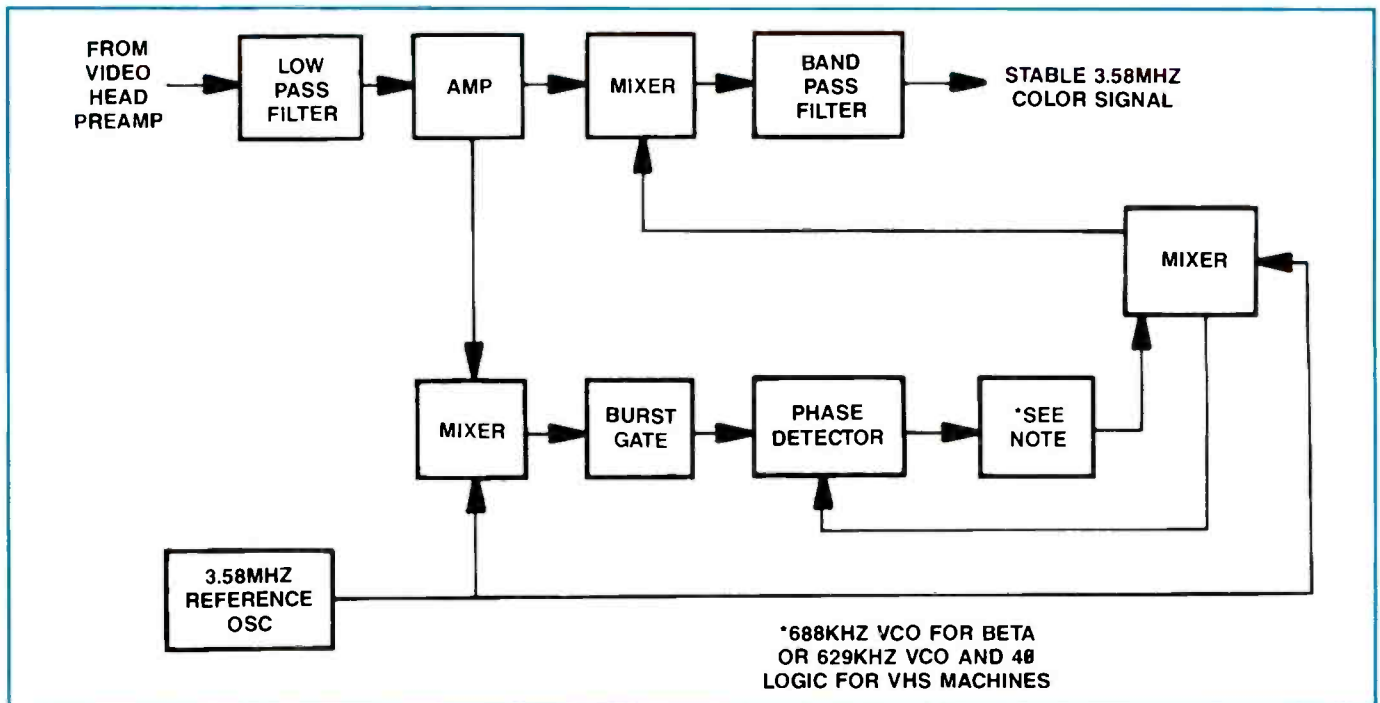 FROM
VIDEO
HEAD
PREAMP
LOW
PASS
FILTER
AMP
MIXER
BAND
PASS
FILTER
STABLE 3.58MHZ
COLOR SIGNAL
MIXER
MIXER
BURST
GATE
PHASE
DETECTOR
*SEE
NOTE
3.58MHZ
REFERENCE
OSC
*688KHZ VCO FOR BETA
OR 629KHZ VCO AND 4θ
LOGIC FOR VHS MACHINES